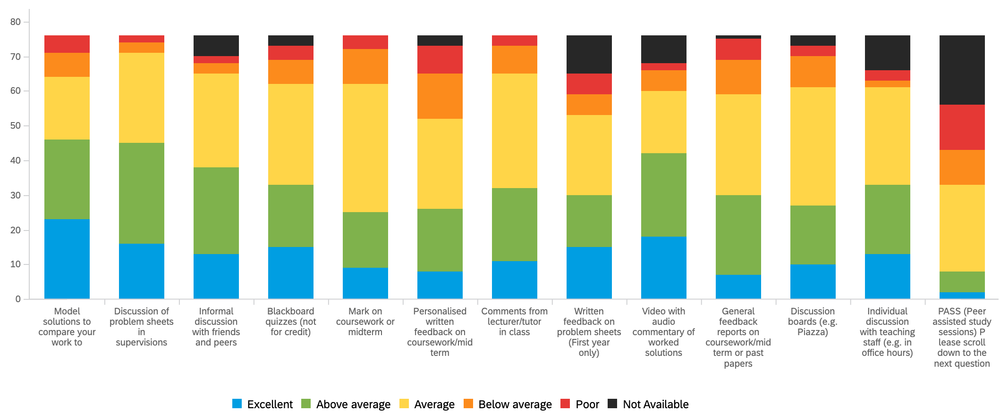 80
70
60
50
40
30
20
10
0
Model
solutions to
compare your
work to
Discussion of
problem sheets
in
supervisions
Informal
discussion
with friends
and peers
Blackboard
quizzes (not
for credit)
Mark on
coursework or
midterm
Personalised
written
feedback on
coursework/mid
term
Comments from
lecturer/tutor
in class
Written
feedback on
problem sheets
(First year
only)
Video with
audio
commentary of
worked
solutions
General
feedback
reports on
coursework/mid
term or past
papers
Discussion
boards (e.g.
Piazza)
Individual
discussion
with teaching
staff (e.g. in
office hours)
PASS (Peer
assisted study
sessions) P
lease scroll
down to the
next question
Excellent Above average Average Below average Poor Not Available